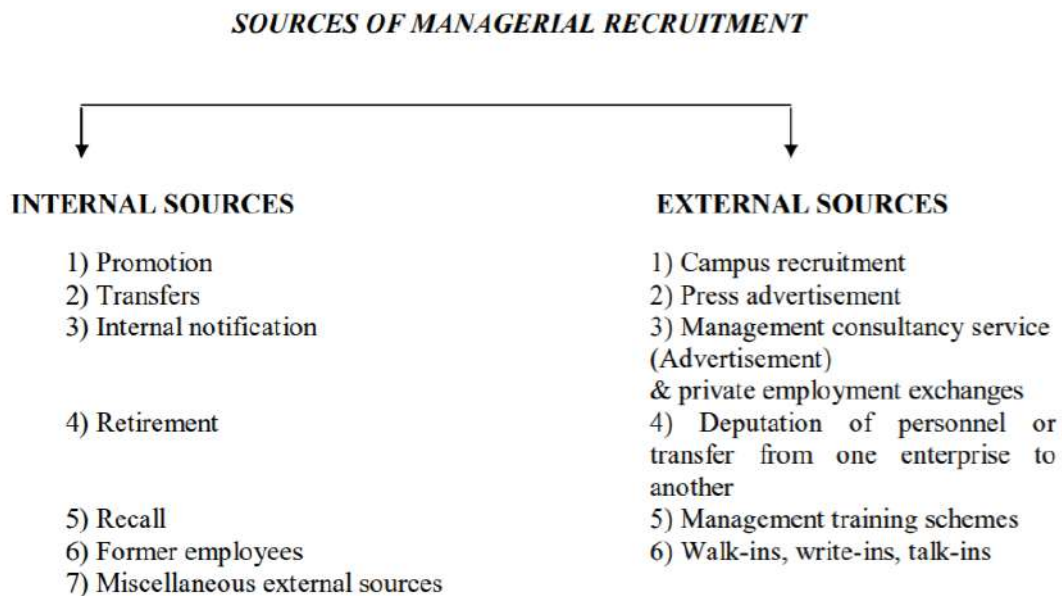 SOURCES OF MANAGERIAL RECRUITMENT
INTERNAL SOURCES
1) Promotion
2) Transfers
3) Internal notification
4) Retirement
5) Recall
6) Former employees
7) Miscellaneous external sources
EXTERNAL SOURCES
1) Campus recruitment
2) Press advertisement
3) Management consultancy service
(Advertisement)
& private employment exchanges
4) Deputation of personnel or
transfer from one enterprise to
another
5) Management training schemes
6) Walk-ins, write-ins, talk-ins